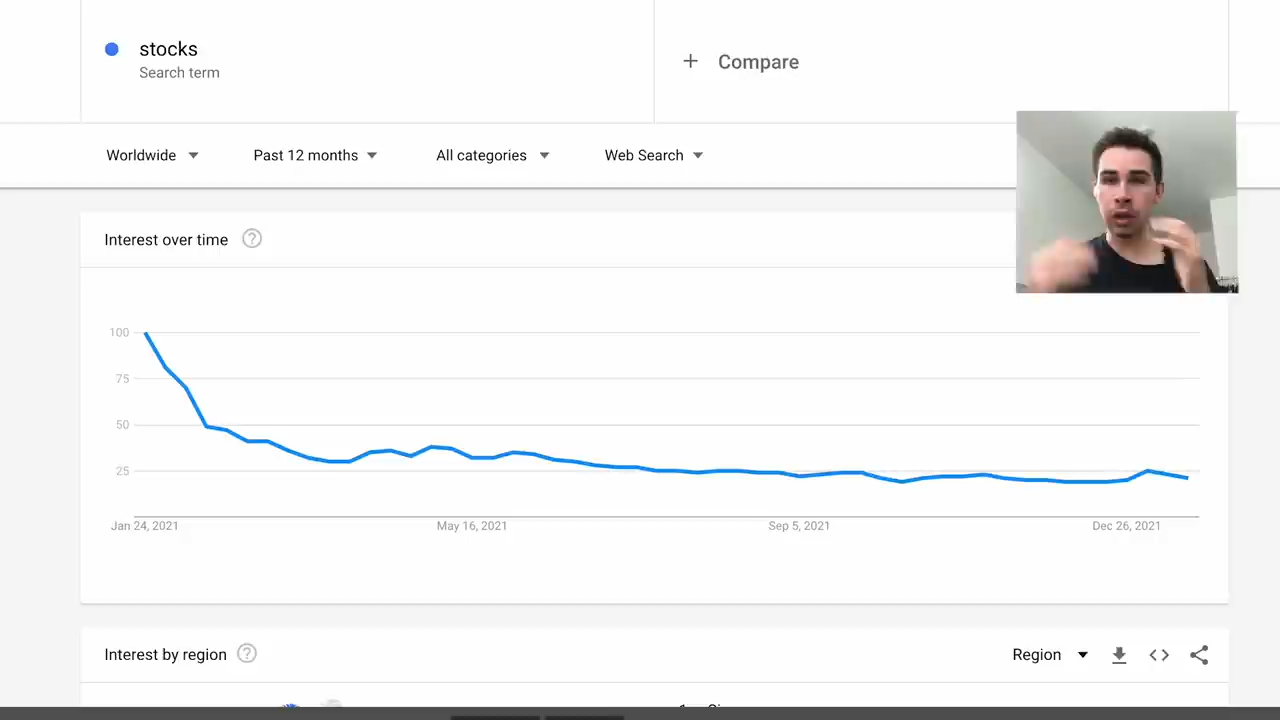 stocks
Search term
+ Compare
Worldwide
Past 12 months
All categories
Web Search
Interest over time
100
75
50
25
Jan 24, 2021
May 16, 2021
Sep 5, 2021
Dec 26, 2021
Interest by region
Region